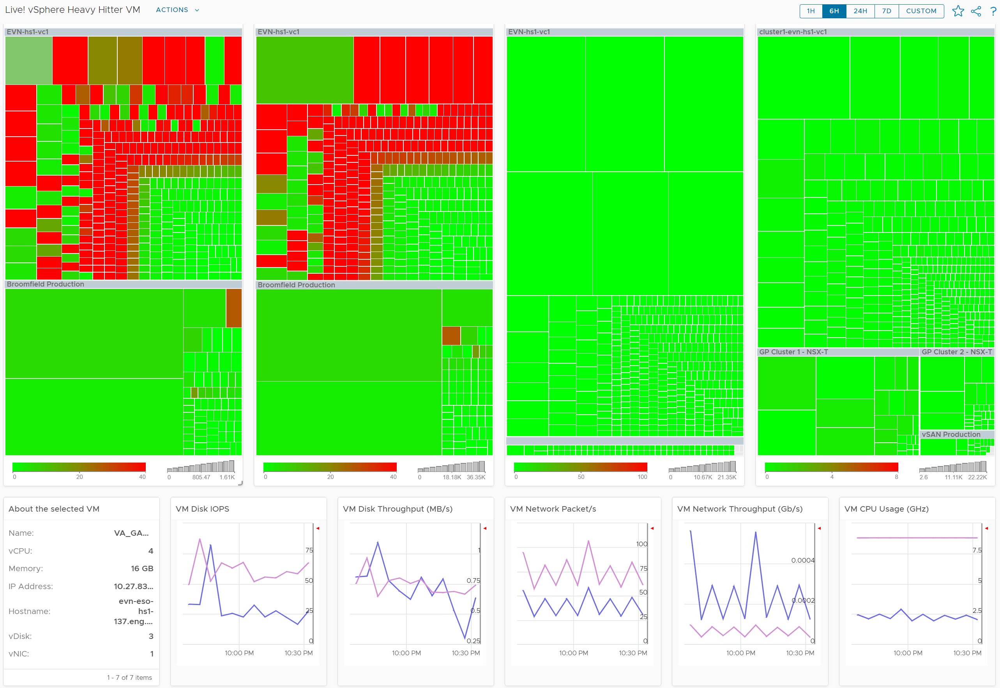 Live! vSphere Heavy Hitter VM
ACTIONS
1H 6H 24H 7D CUSTOM
?
EVN-hs1-vc1
Broomfield Production
0 20 40
0 805.47 1.61K
EVN-hs1-vc1
Broomfield Production
0 20 40
0 18.18K 36.35K
EVN-hs1-vc1
0 50 100
0 10.67K 21.35K
cluster1-evn-hs1-vc1
GP Cluster 1 - NSX-T
GP Cluster 2 - NSX-T
vSAN Production
0 4 8
2.6 11.11K 22.22K
About the selected VM
Name: VA_GA...
vCPU: 4
Memory: 16 GB
IP Address: 10.27.83...
Hostname: evn-eso-
hs1-
137.eng....
vDisk: 3
vNIC: 1
1 - 7 of 7 items
VM Disk IOPS
75
50
25
0
10:00 PM 10:30 PM
VM Disk Throughput (MB/s)
1
0.75
0.5
0.25
10:00 PM 10:30 PM
VM Network Packet/s
100
75
50
25
0
10:00 PM 10:30 PM
VM Network Throughput (Gb/s)
0.0004
0.0002
0
10:00 PM 10:30 PM
VM CPU Usage (GHz)
7.5
5
2.5
0
10:00 PM 10:30 PM